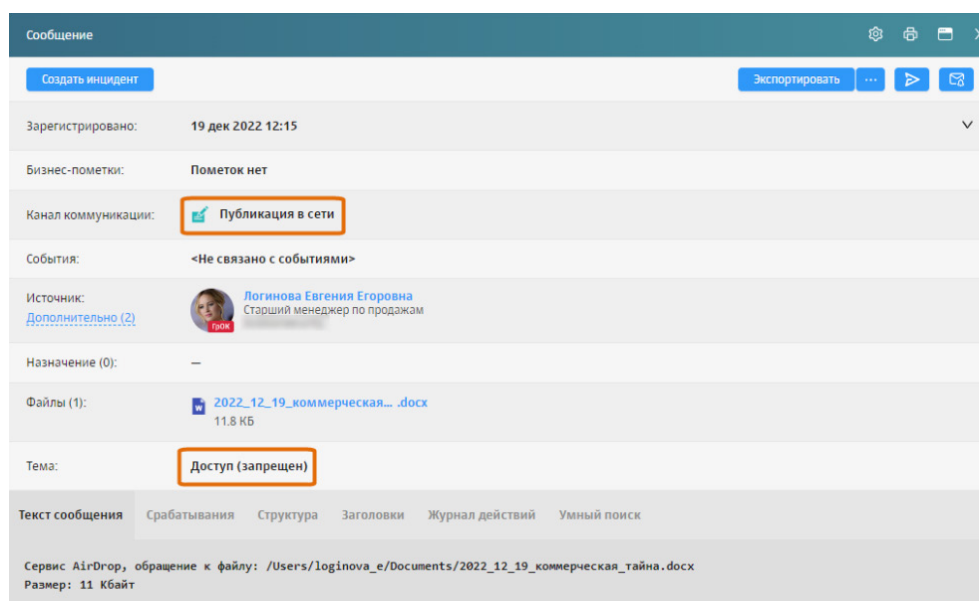 Сообщение
Создать инцидент
Экспортировать ...
Зарегистрировано: 19 дек 2022 12:15
Бизнес-пометки: Пометок нет
Канал коммуникации: Публикация в сети
События: <Не связано с событиями>
Источник: Логинова Евгения Егоровна
Дополнительно (2) Старший менеджер по продажам
ГрОК
Назначение (0): —
Файлы (1): 2022_12_19_коммерческая... .docx
11.8 КБ
Тема: Доступ (запрещен)
Текст сообщения Срабатывания Структура Заголовки Журнал действий Умный поиск
Сервис AirDrop, обращение к файлу: /Users/loginova_e/Documents/2022_12_19_коммерческая_тайна.docx
Размер: 11 Кбайт